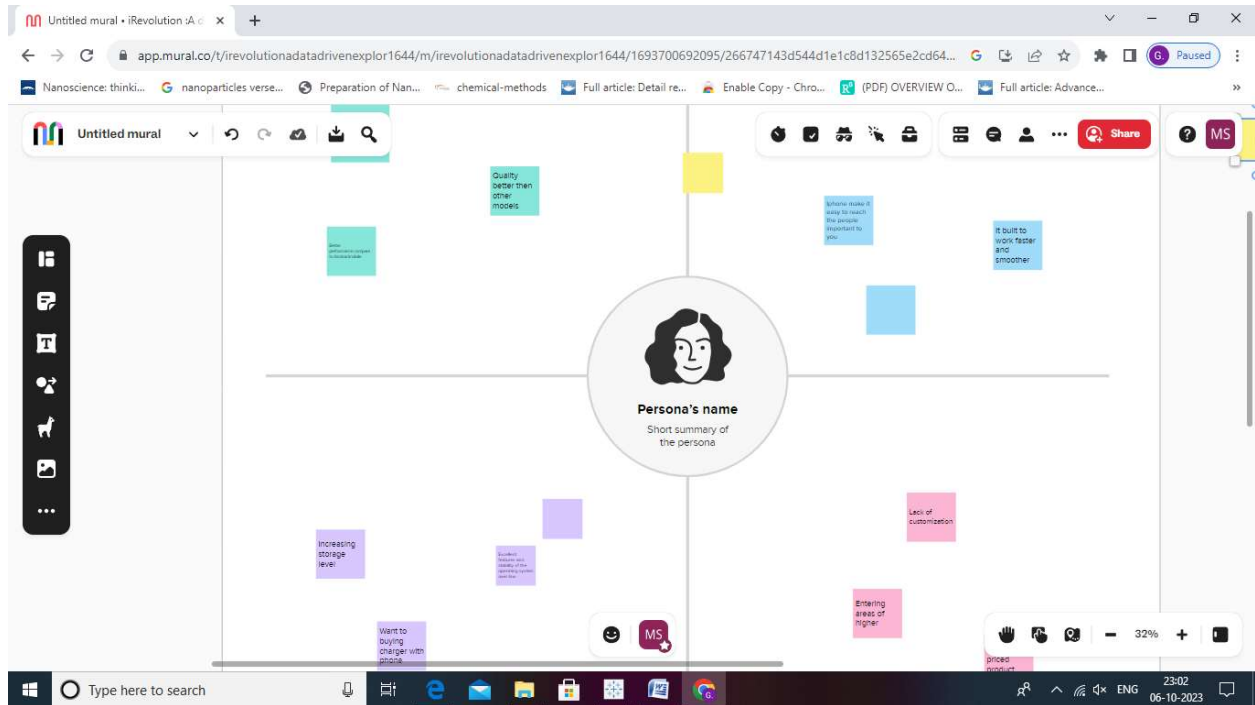 Untitled mural • iRevolution :A d
app.mural.co/t/irevolutionadatadrivenexplor1644/m/irevolutionadatadrivenexplor1644/1693700692095/266747143d544d1e1c8d132565e2cd64...
G.
Paused
Nanoscience: thinki...
nanoparticles verse...
Preparation of Nan...
chemical-methods
Full article: Detail re...
Enable Copy - Chro...
(PDF) OVERVIEW O...
Full article: Advance...
Untitled mural
Share
MS
Quality
better then
other
models
Iphone make it
easy to reach
the people
important to
you
It built to
work faster
and
smoother
Persona's name
Short summary of
the persona
Lack of
customization
Increasing
storage
level
Entering
areas of
higher
Want to
buying
charger with
phone
priced
product
MS
32%
Type here to search
ENG
23:02
06-10-2023